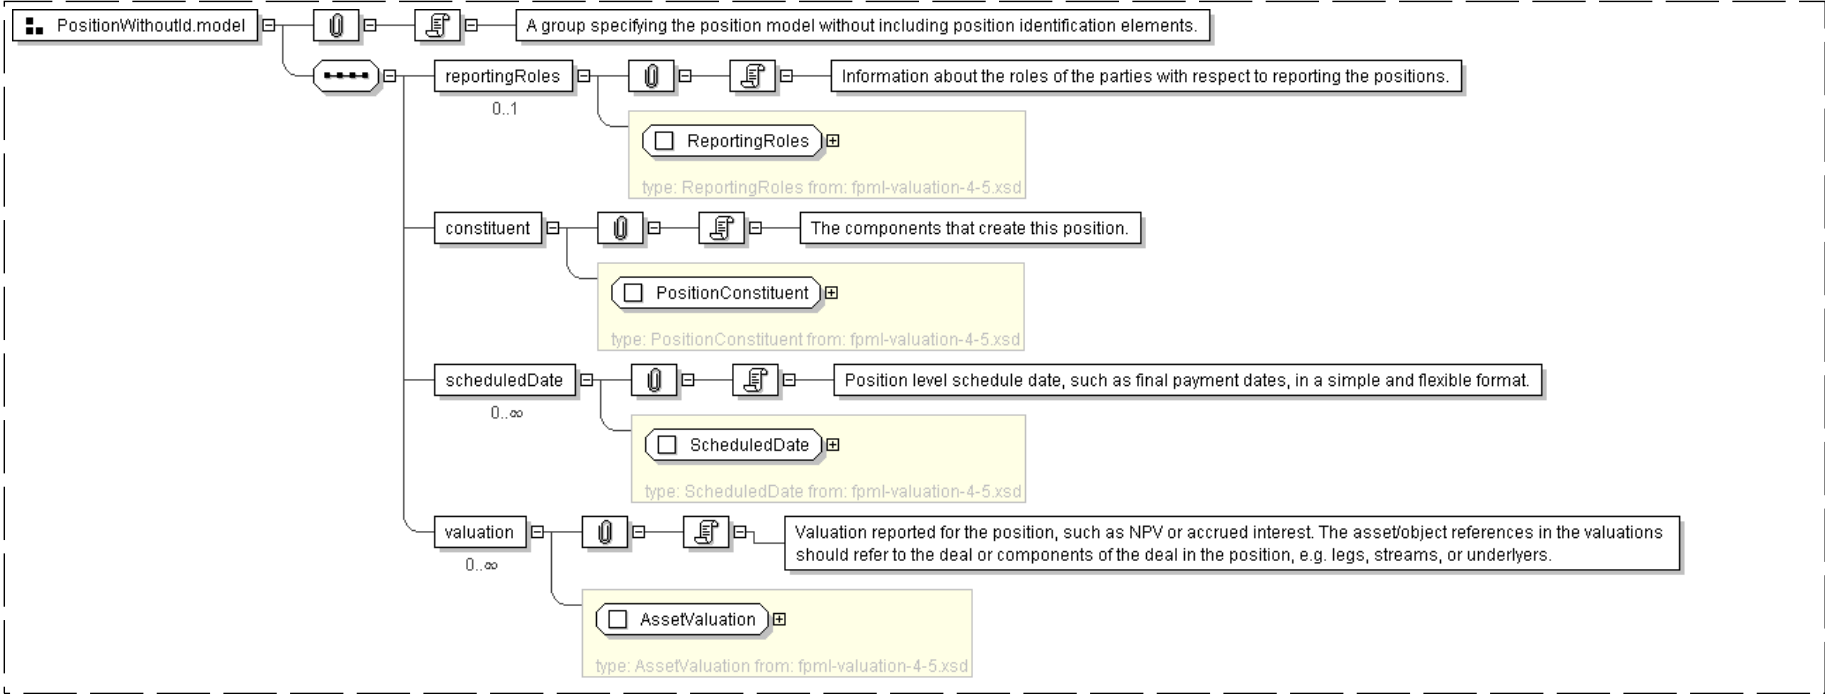 PositionWithoutId.model
A group specifying the position model without including position identification elements.
reportingRoles
Information about the roles of the parties with respect to reporting the positions.
0..1
ReportingRoles
type: ReportingRoles from: fpml-valuation-4-5.xsd
constituent
The components that create this position.
PositionConstituent
type: PositionConstituent from: fpml-valuation-4-5.xsd
scheduledDate
Position level schedule date, such as final payment dates, in a simple and flexible format.
0..∞
ScheduledDate
type: ScheduledDate from: fpml-valuation-4-5.xsd
valuation
Valuation reported for the position, such as NPV or accrued interest. The asset/object references in the valuations
should refer to the deal or components of the deal in the position, e.g. legs, streams, or underlyers.
0..∞
AssetValuation
type: AssetValuation from: fpml-valuation-4-5.xsd